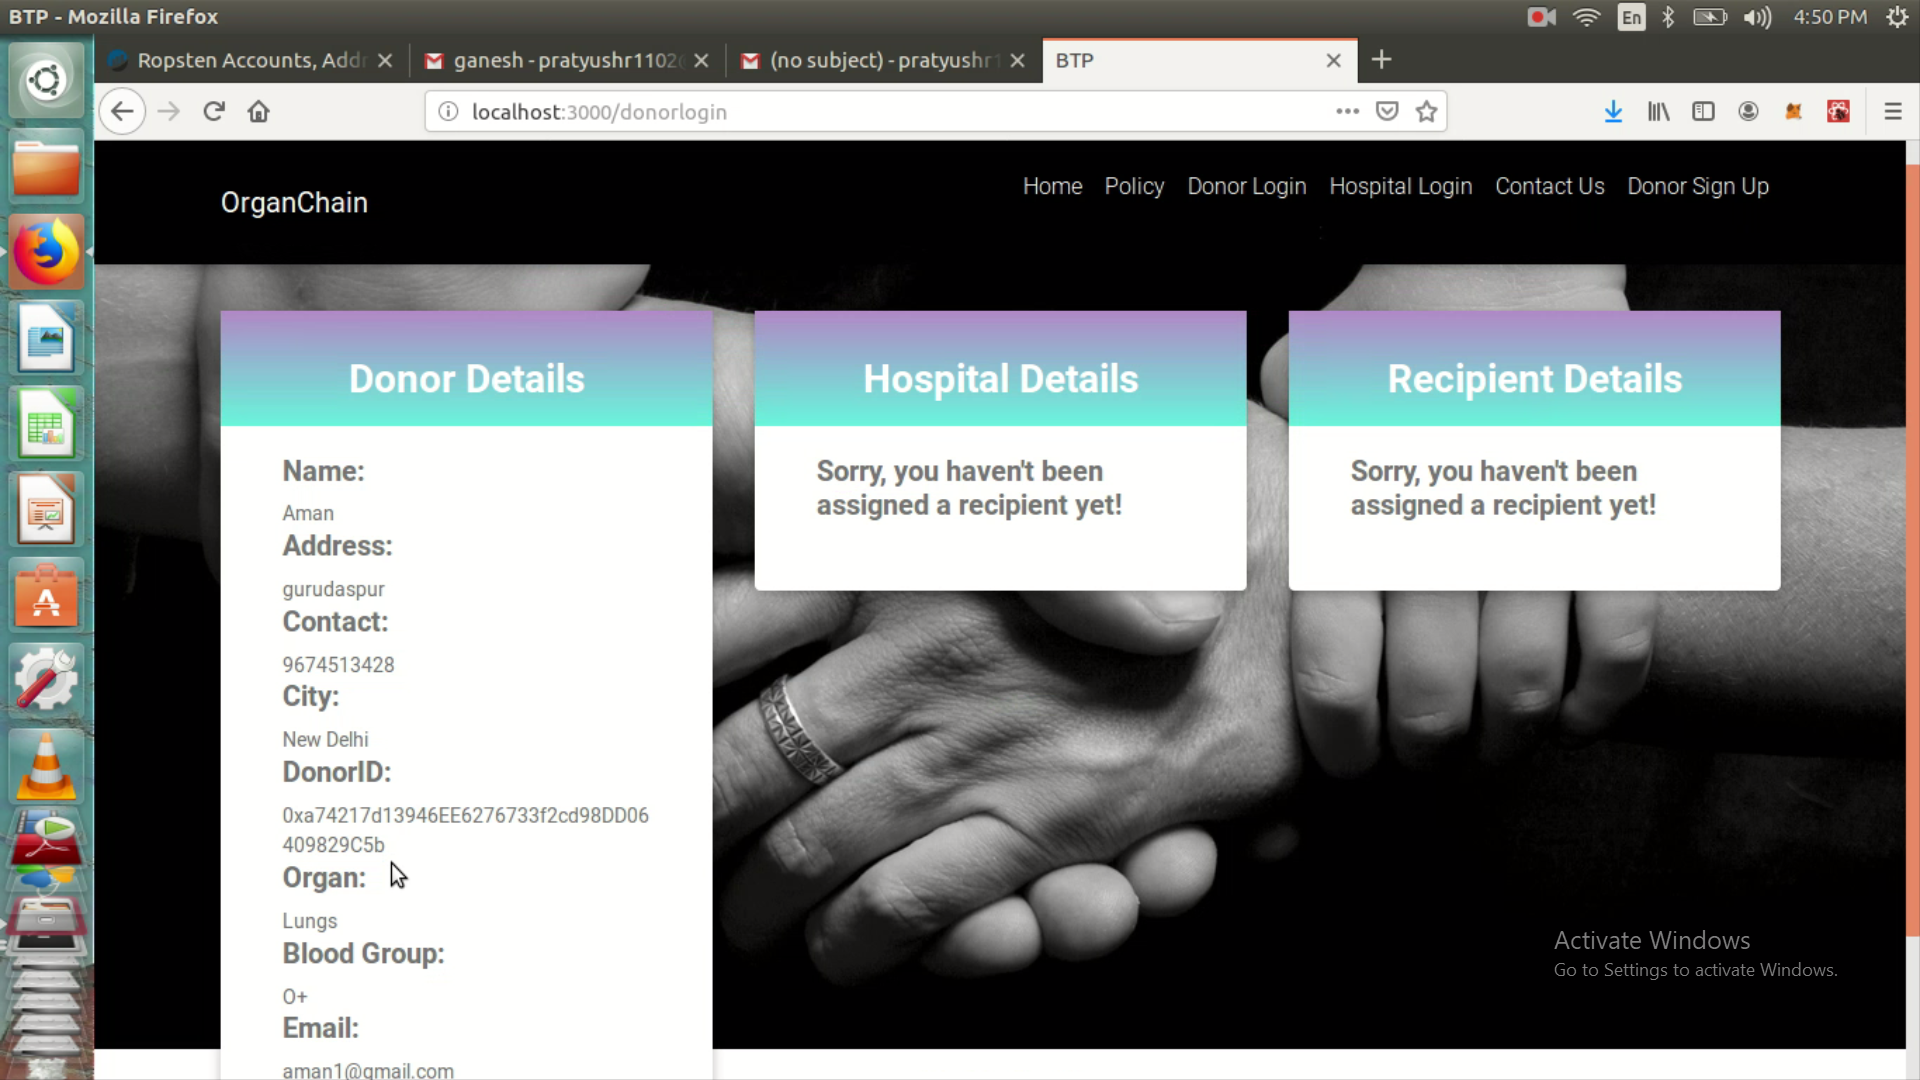 BTP - Mozilla Firefox
En
4:50 PM
Ropsten Accounts, Addr
ganesh - pratyushr1102
(no subject) - pratyushr1
BTP
localhost:3000/donorlogin
OrganChain
Home Policy Donor Login Hospital Login Contact Us Donor Sign Up
Donor Details
Name:
Aman
Address:
gurudaspur
Contact:
9674513428
City:
New Delhi
DonorID:
0xa74217d13946EE6276733f2cd98DD06
409829C5b
Organ:
Lungs
Blood Group:
O+
Email:
aman1@gmail.com
Hospital Details
Sorry, you haven't been
assigned a recipient yet!
Recipient Details
Sorry, you haven't been
assigned a recipient yet!
Activate Windows
Go to Settings to activate Windows.